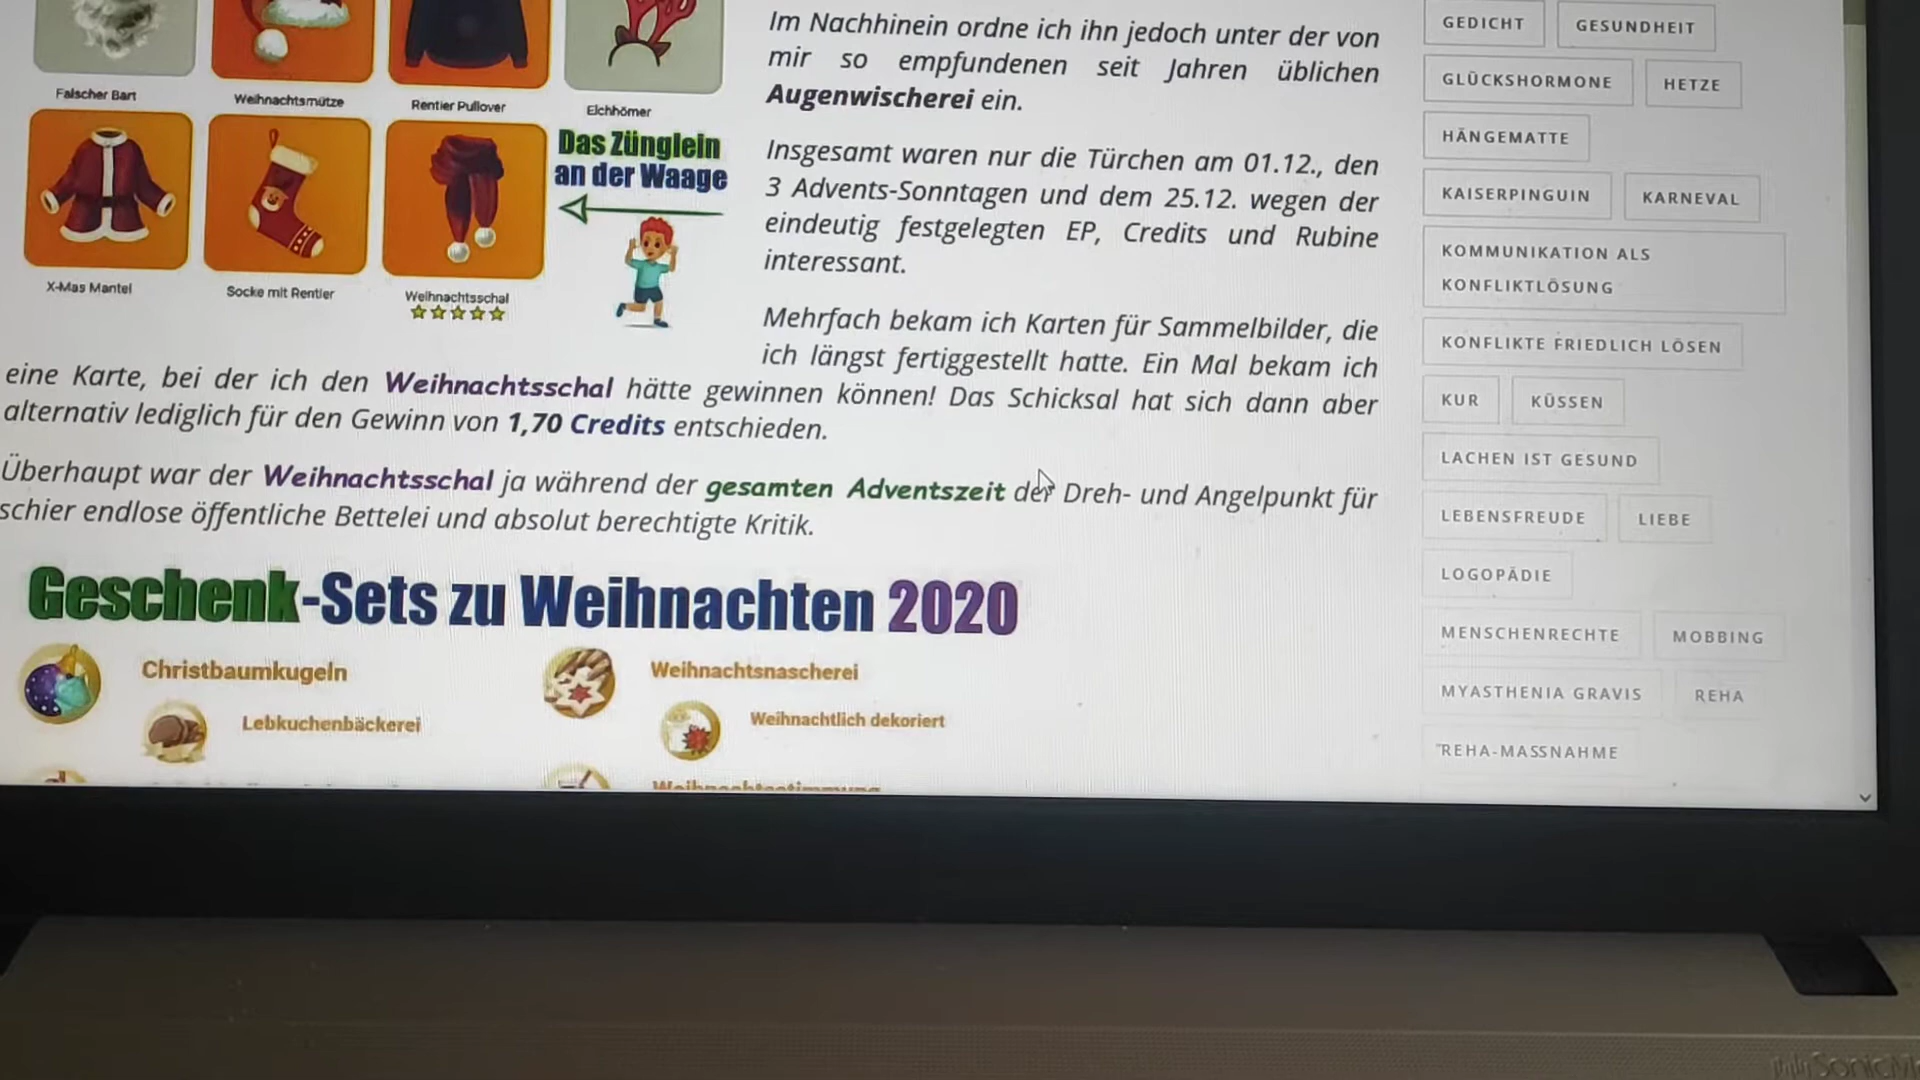 Falscher Bart
Weihnachtsmütze
Rentier Pullover
Elchhörner
X-Mas Mantel
Socke mit Rentier
Weihnachtsschal
Das Zünglein
an der Waage
Im Nachhinein ordne ich ihn jedoch unter der von
mir so empfundenen seit Jahren üblichen
Augenwischerei ein.
Insgesamt waren nur die Türchen am 01.12., den
3 Advents-Sonntagen und dem 25.12. wegen der
eindeutig festgelegten EP, Credits und Rubine
interessant.
Mehrfach bekam ich Karten für Sammelbilder, die
ich längst fertiggestellt hatte. Ein Mal bekam ich
eine Karte, bei der ich den Weihnachtsschal hätte gewinnen können! Das Schicksal hat sich dann aber
alternativ lediglich für den Gewinn von 1,70 Credits entschieden.
Überhaupt war der Weihnachtsschal ja während der gesamten Adventszeit der Dreh- und Angelpunkt für
schier endlose öffentliche Bettelei und absolut berechtigte Kritik.
Geschenk-Sets zu Weihnachten 2020
Christbaumkugeln
Weihnachtsnascherei
Lebkuchenbäckerei
Weihnachtlich dekoriert
Weihnachtsstimmung
GEDICHT
GESUNDHEIT
GLÜCKSHORMONE
HETZE
HÄNGEMATTE
KAISERPINGUIN
KARNEVAL
KOMMUNIKATION ALS
KONFLIKTLÖSUNG
KONFLIKTE FRIEDLICH LÖSEN
KUR
KÜSSEN
LACHEN IST GESUND
LEBENSFREUDE
LIEBE
LOGOPÄDIE
MENSCHENRECHTE
MOBBING
MYASTHENIA GRAVIS
REHA
REHA-MASSNAHME